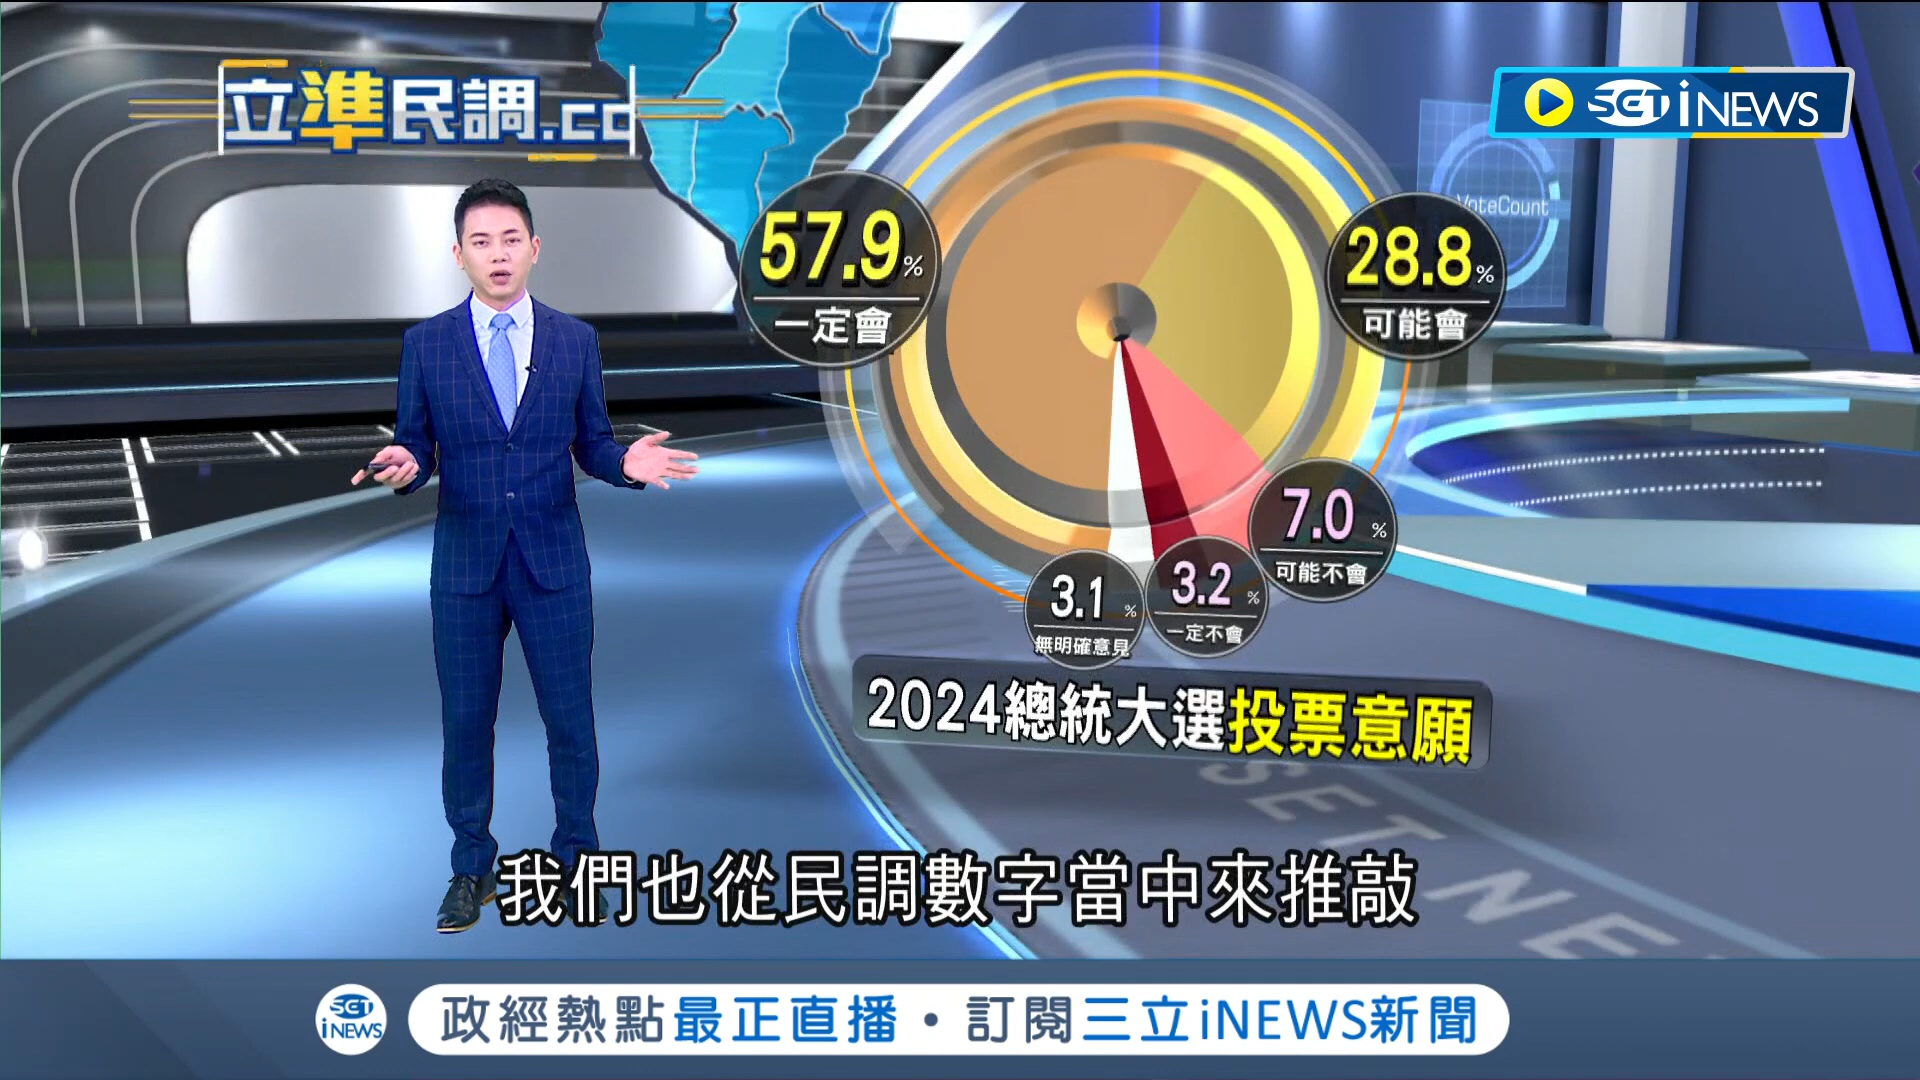 立準民調.cc
SET iNEWS
VoteCount
57.9%
一定會
28.8%
可能會
7.0%
可能不會
3.2%
一定不會
3.1%
無明確意見
2024總統大選投票意願
SET NE
我們也從民調數字當中來推敲
SET iNEWS
政經熱點最正直播・訂閱三立iNEWS新聞